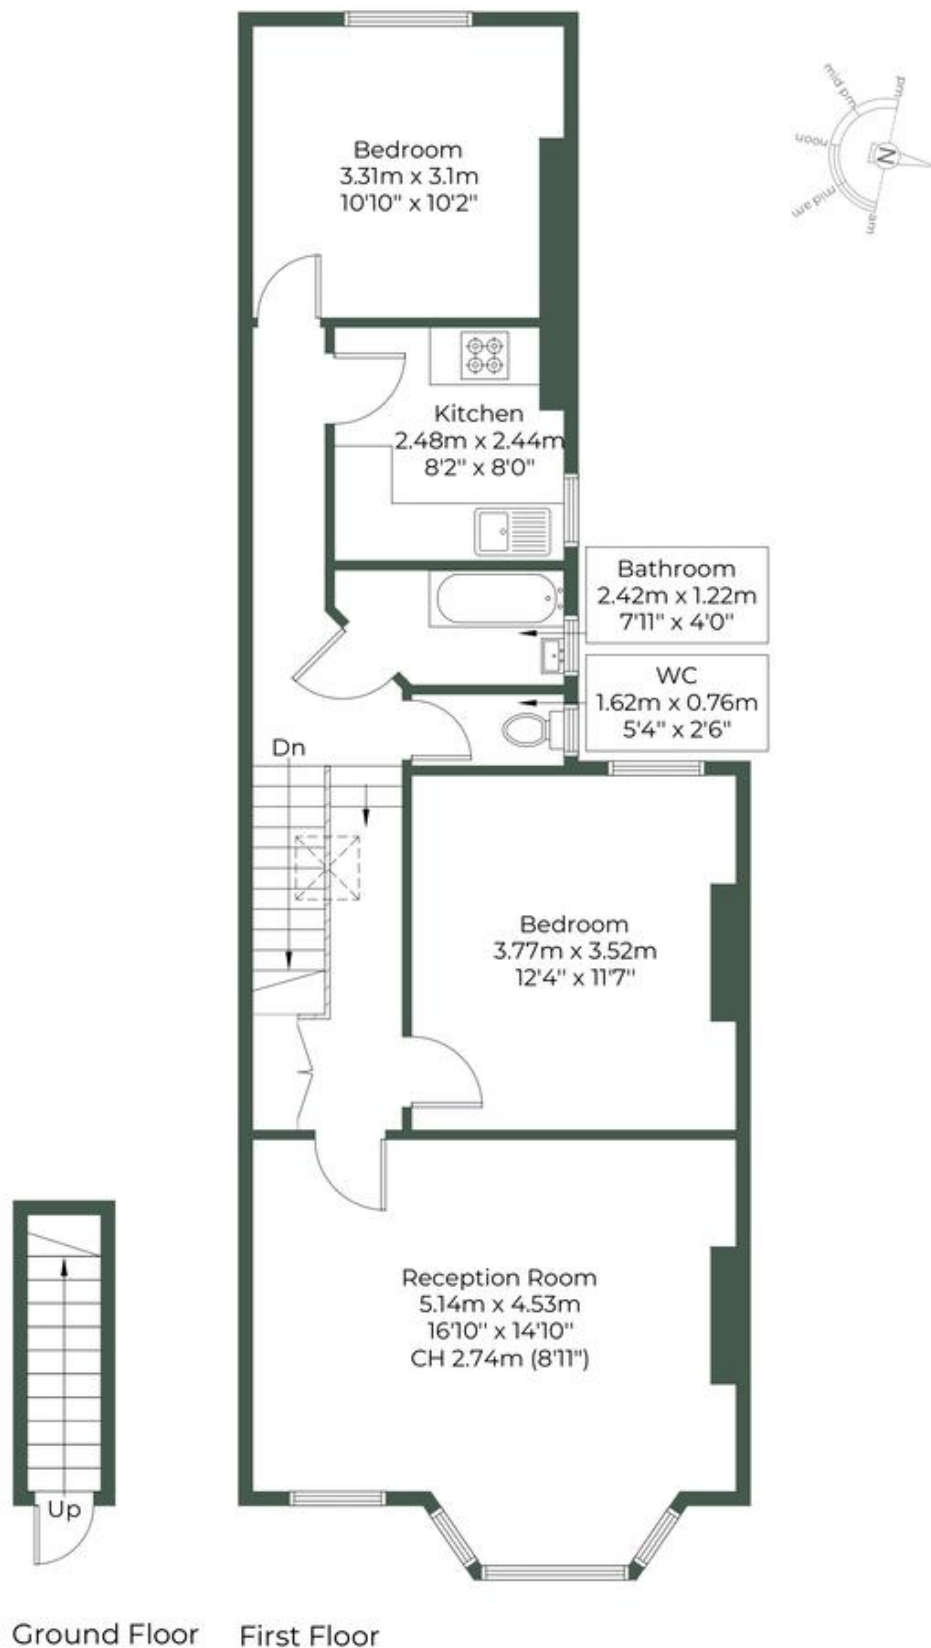 mid pm
pm
noon
N
mid am
am
Bedroom
3.31m x 3.1m
10'10" x 10'2"
Kitchen
2.48m x 2.44m
8'2" x 8'0"
Bathroom
2.42m x 1.22m
7'11" x 4'0"
WC
1.62m x 0.76m
5'4" x 2'6"
Dn
Bedroom
3.77m x 3.52m
12'4" x 11'7"
Reception Room
5.14m x 4.53m
16'10" x 14'10"
CH 2.74m (8'11")
Up
Ground Floor
First Floor